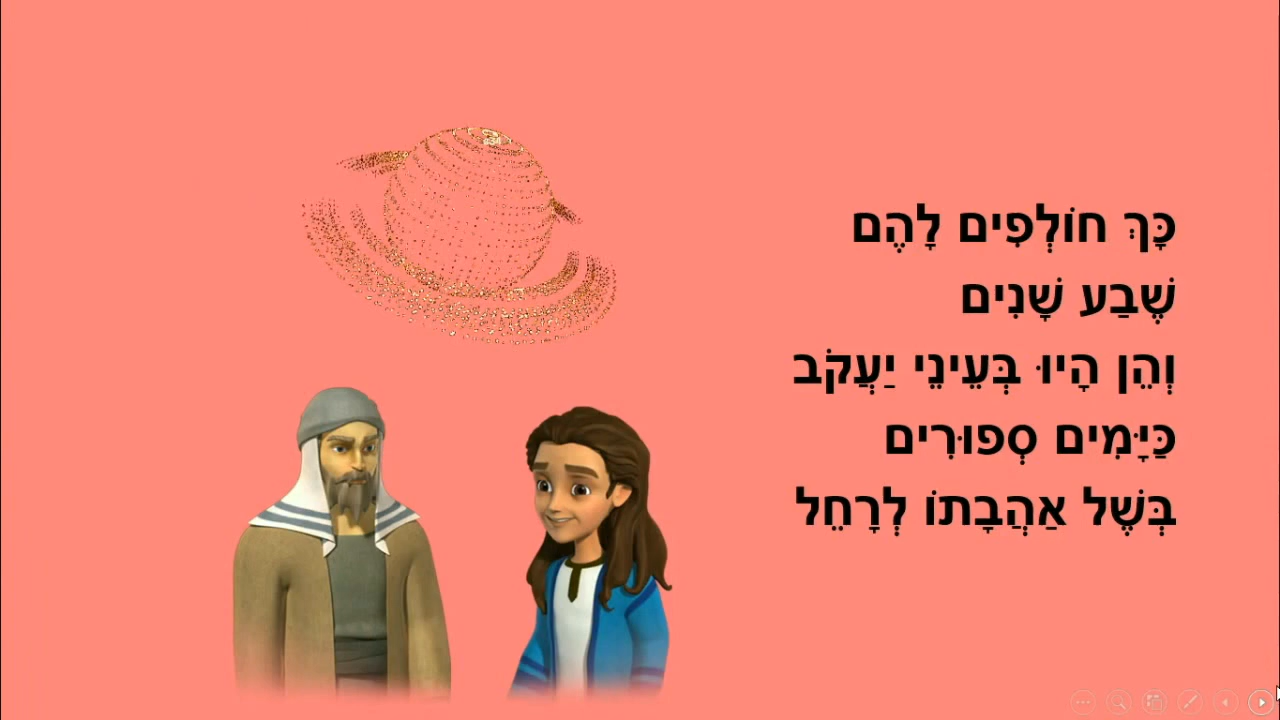 כָּךְ חוֹלְפִים לָהֶם
שֶׁבַע שָׁנִים
וְהֵן הָיוּ בְּעֵינֵי יַעֲקֹב
כַּיָּמִים סְפוּרִים
בְּשֶׁל אַהֲבָתוֹ לְרָחֵל